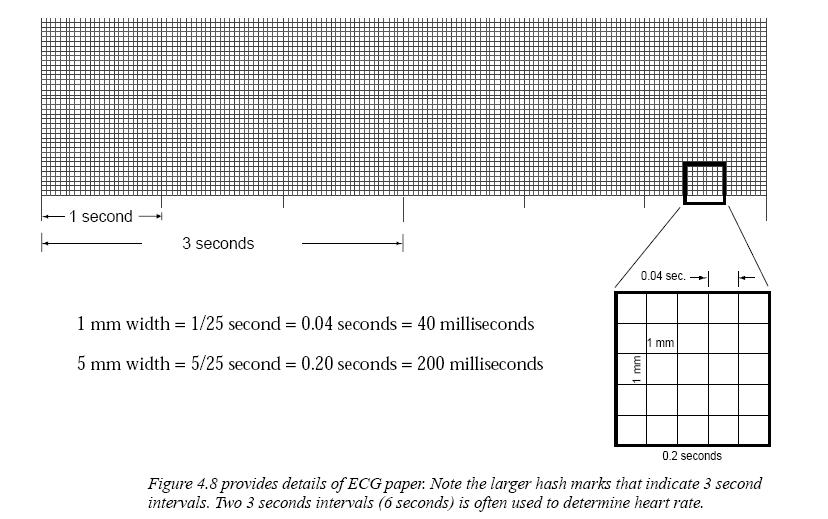 1 second
3 seconds
0.04 sec.
1 mm width = 1/25 second = 0.04 seconds = 40 milliseconds
1 mm
1 mm
5 mm width = 5/25 second = 0.20 seconds = 200 milliseconds
0.2 seconds
Figure 4.8 provides details of ECG paper. Note the larger hash marks that indicate 3 second
intervals. Two 3 seconds intervals (6 seconds) is often used to determine heart rate.